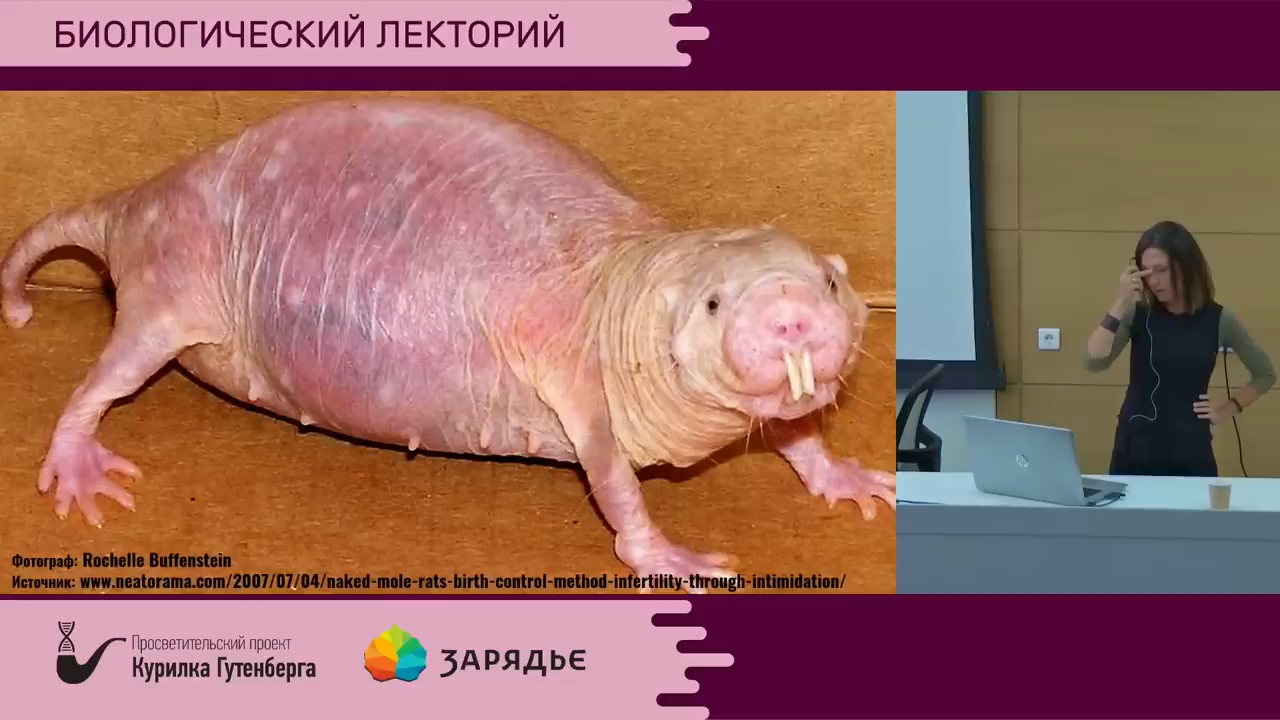 БИОЛОГИЧЕСКИЙ ЛЕКТОРИЙ
Фотограф: Rochelle Buffenstein
Источник: www.neatorama.com/2007/07/04/naked-mole-rats-birth-control-method-infertility-through-intimidation/
Просветительский проект
Курилка Гутенберга
ЗАРЯДЬЕ
hp